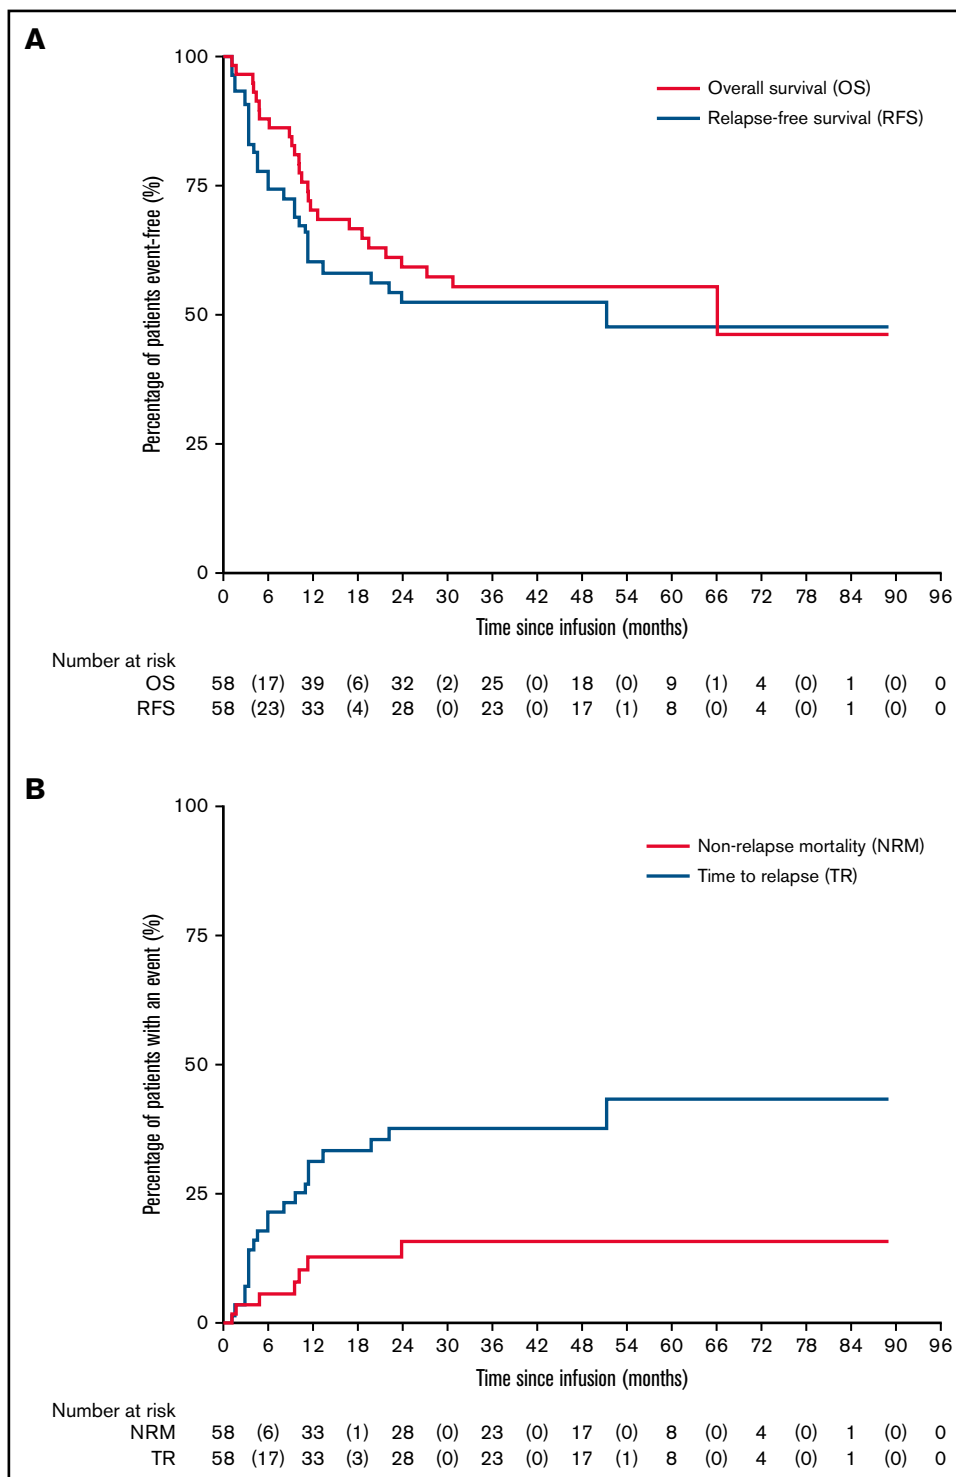 A
100
75
50
25
0
Percentage of patients event-free (%)
Overall survival (OS)
Relapse-free survival (RFS)
0 6 12 18 24 30 36 42 48 54 60 66 72 78 84 90 96
Time since infusion (months)
Number at risk
OS 58 (17) 39 (6) 32 (2) 25 (0) 18 (0) 9 (1) 4 (0) 1 (0) 0
RFS 58 (23) 33 (4) 28 (0) 23 (0) 17 (1) 8 (0) 4 (0) 1 (0) 0
B
100
75
50
25
0
Percentage of patients with an event (%)
Non-relapse mortality (NRM)
Time to relapse (TR)
0 6 12 18 24 30 36 42 48 54 60 66 72 78 84 90 96
Time since infusion (months)
Number at risk
NRM 58 (6) 33 (1) 28 (0) 23 (0) 17 (0) 8 (0) 4 (0) 1 (0) 0
TR 58 (17) 33 (3) 28 (0) 23 (0) 17 (1) 8 (0) 4 (0) 1 (0) 0